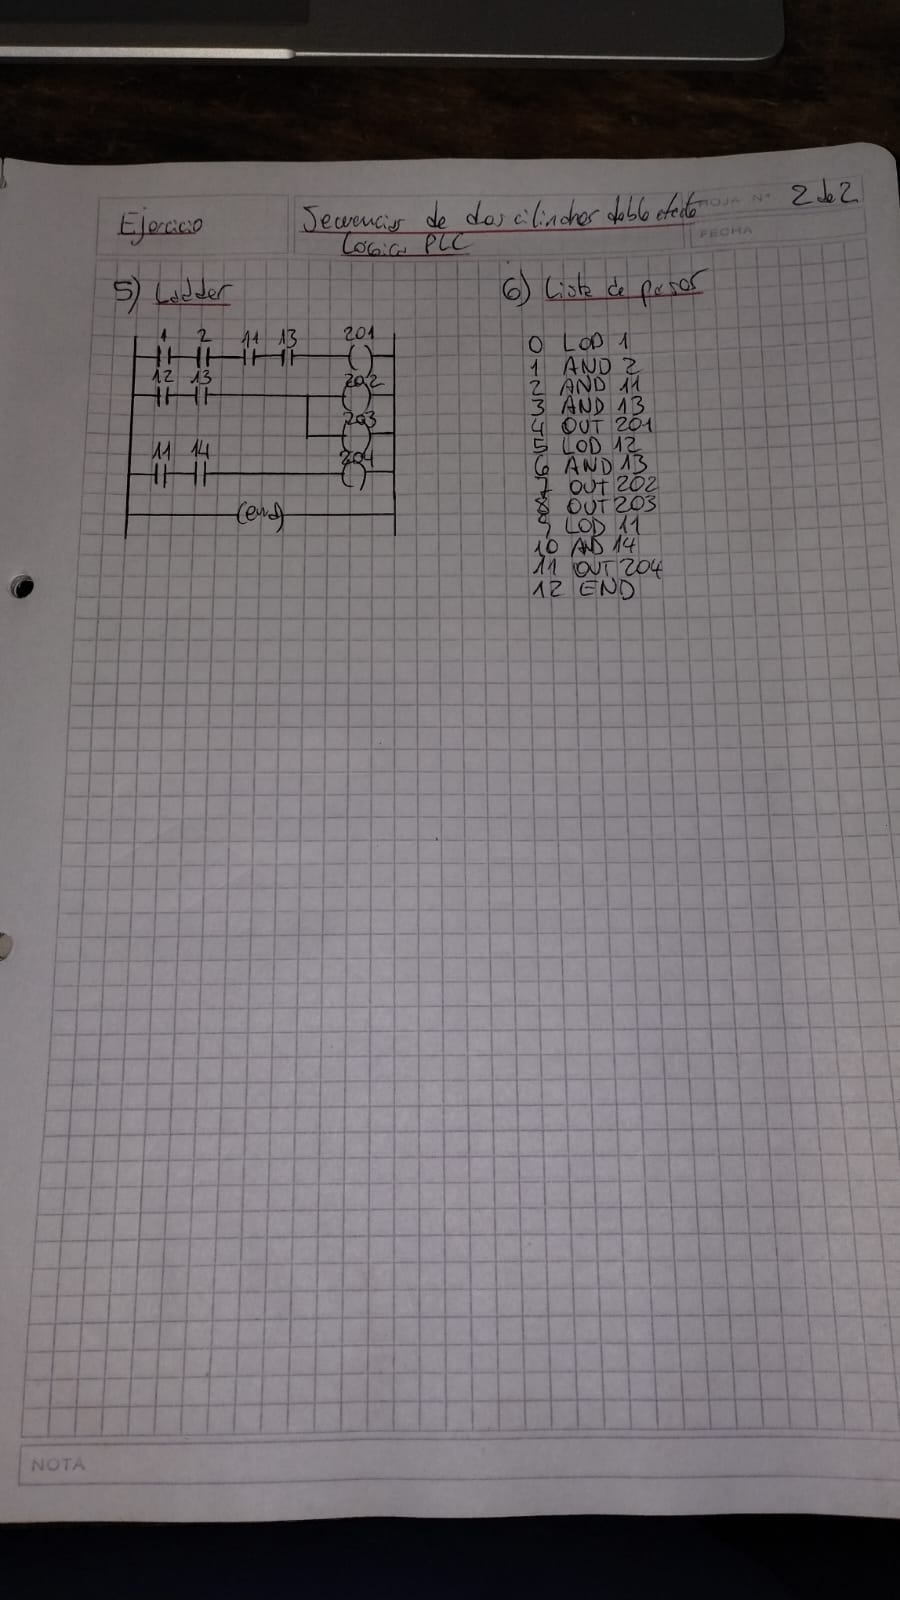 Ejercicio
Secuencias de dos cilindros doble efecto
Logica PLC
HOJA N° 2 de 2
FECHA
5) Ladder
1 2 11 13 201
12 13 202
203
11 14 204
(end)
6) Lista de pasos
0 LOD 1
1 AND 2
2 AND 11
3 AND 13
4 OUT 201
5 LOD 12
6 AND 13
7 OUT 202
8 OUT 203
9 LOD 11
10 AND 14
11 OUT 204
12 END
NOTA